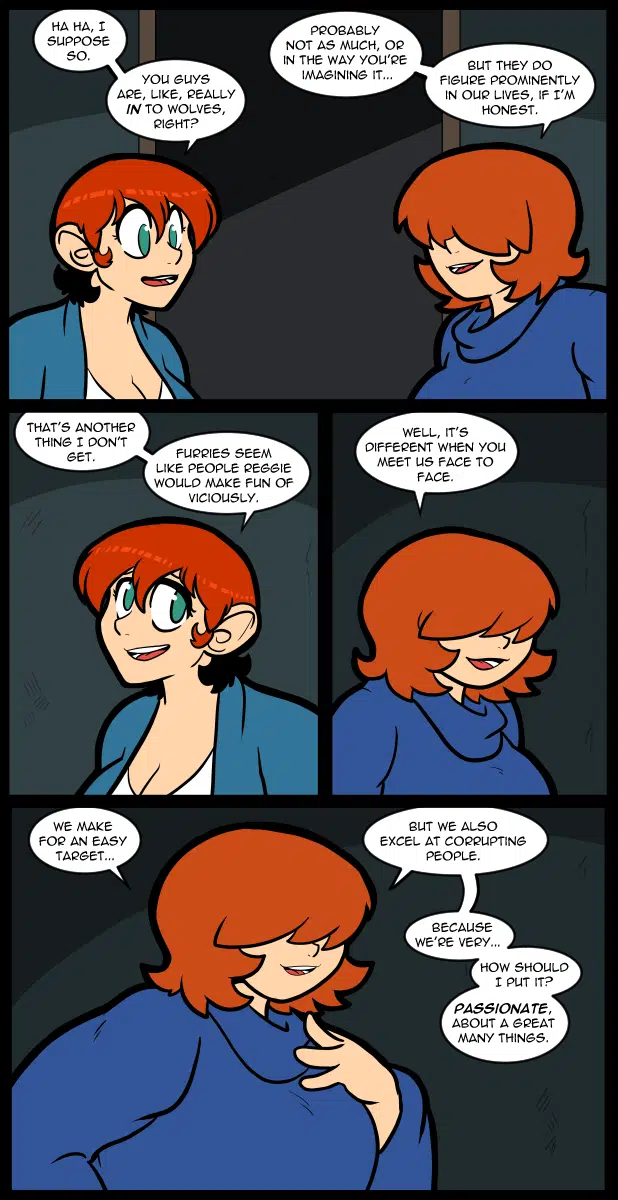 HA HA, I
SUPPOSE
SO.
YOU GUYS
ARE, LIKE, REALLY
IN TO WOLVES,
RIGHT?
PROBABLY
NOT AS MUCH, OR
IN THE WAY YOU'RE
IMAGINING IT...
BUT THEY DO
FIGURE PROMINENTLY
IN OUR LIVES, IF I'M
HONEST.
THAT'S ANOTHER
THING I DON'T
GET.
FURRIES SEEM
LIKE PEOPLE REGGIE
WOULD MAKE FUN OF
VICIOUSLY.
WELL, IT'S
DIFFERENT WHEN YOU
MEET US FACE TO
FACE.
WE MAKE
FOR AN EASY
TARGET...
BUT WE ALSO
EXCEL AT CORRUPTING
PEOPLE.
BECAUSE
WE'RE VERY...
HOW SHOULD
I PUT IT?
PASSIONATE,
ABOUT A GREAT
MANY THINGS.